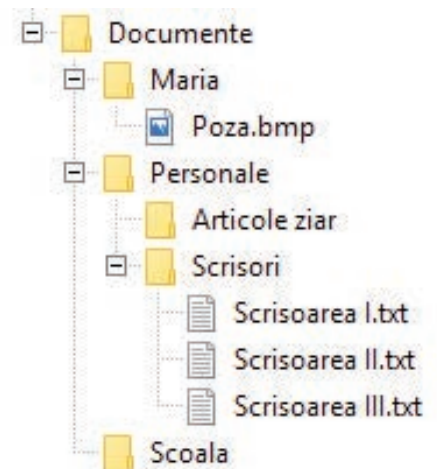 Documente
Maria
Poza.bmp
Personale
Articole ziar
Scrisori
Scrisoarea I.txt
Scrisoarea II.txt
Scrisoarea III.txt
Scoala